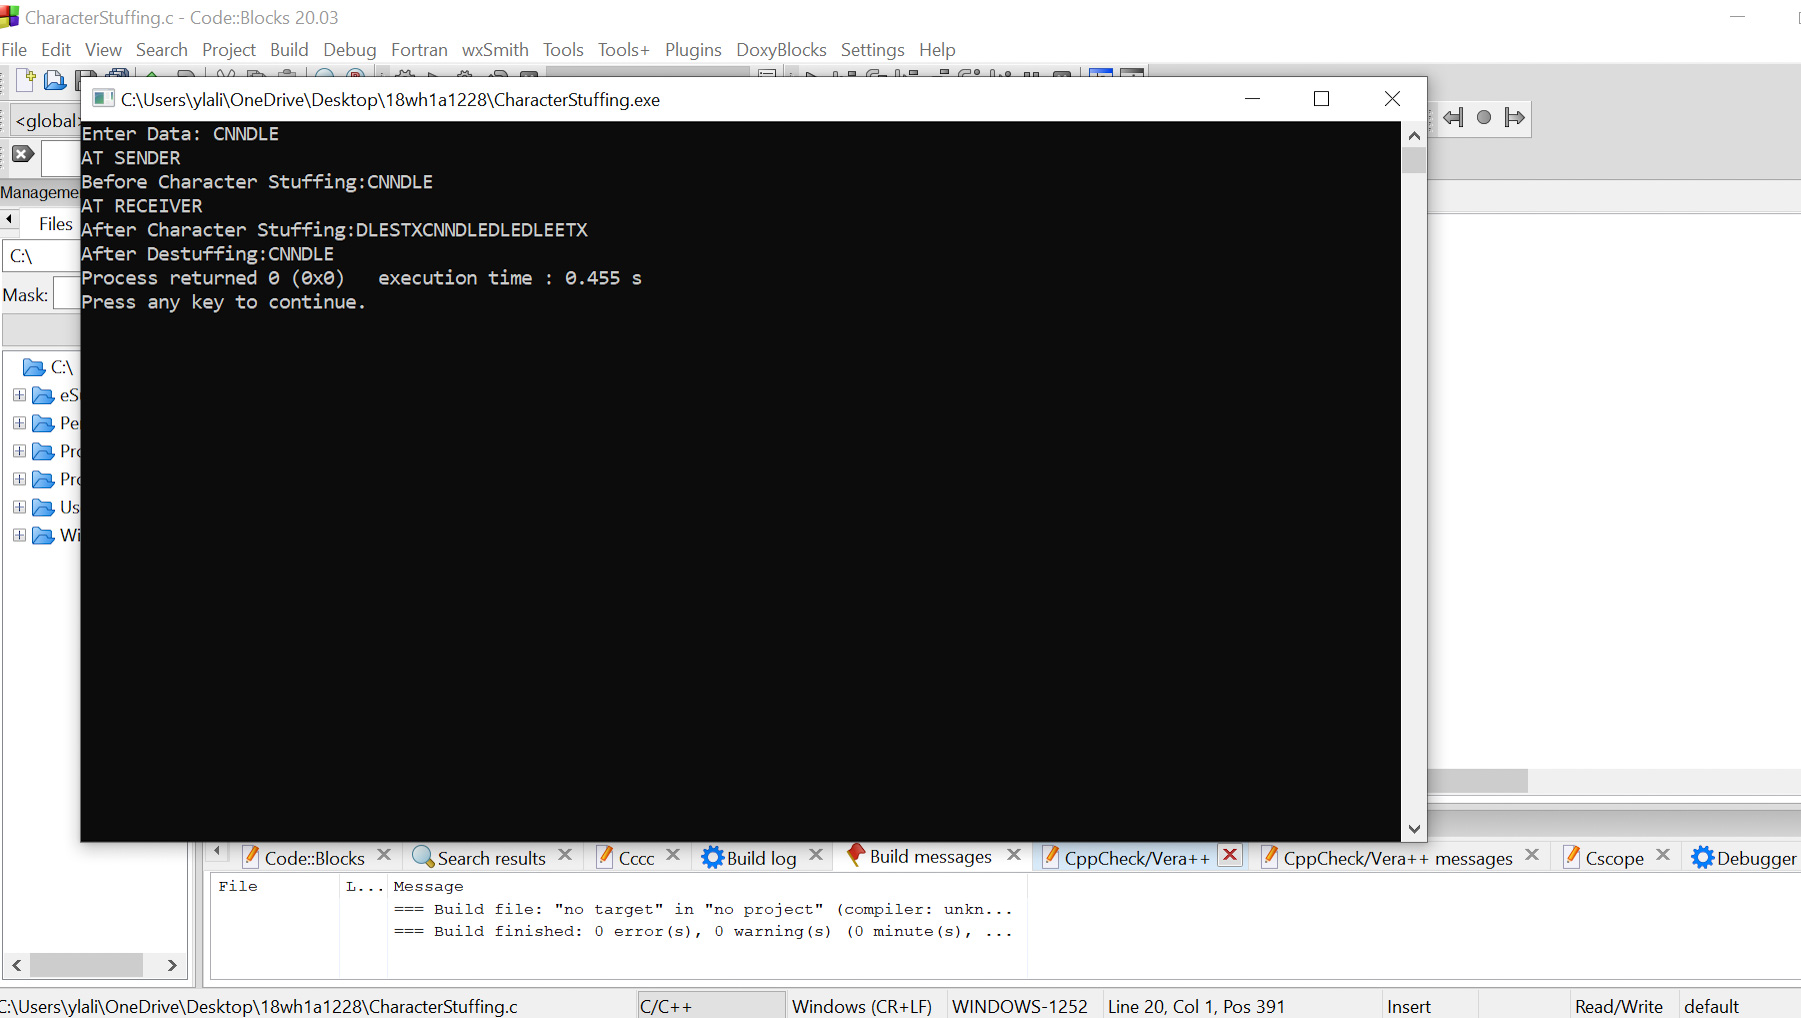 CharacterStuffing.c - Code::Blocks 20.03
File Edit View Search Project Build Debug Fortran wxSmith Tools Tools+ Plugins DoxyBlocks Settings Help
C:\Users\ylali\OneDrive\Desktop\18wh1a1228\CharacterStuffing.exe
<global>
Enter Data: CNNDLE
AT SENDER
Before Character Stuffing:CNNDLE
AT RECEIVER
After Character Stuffing:DLESTXCNNDLEDLEDLEETX
After Destuffing:CNNDLE
Process returned 0 (0x0)   execution time : 0.455 s
Press any key to continue.
Manageme
Files
C:\
Mask:
C:\
eS
Pe
Pro
Pro
Us
Wi
Code::Blocks Search results Cccc Build log Build messages CppCheck/Vera++ CppCheck/Vera++ messages Cscope Debugger
File L... Message
=== Build file: "no target" in "no project" (compiler: unkn...
=== Build finished: 0 error(s), 0 warning(s) (0 minute(s), ...
C:\Users\ylali\OneDrive\Desktop\18wh1a1228\CharacterStuffing.c C/C++ Windows (CR+LF) WINDOWS-1252 Line 20, Col 1, Pos 391 Insert Read/Write default